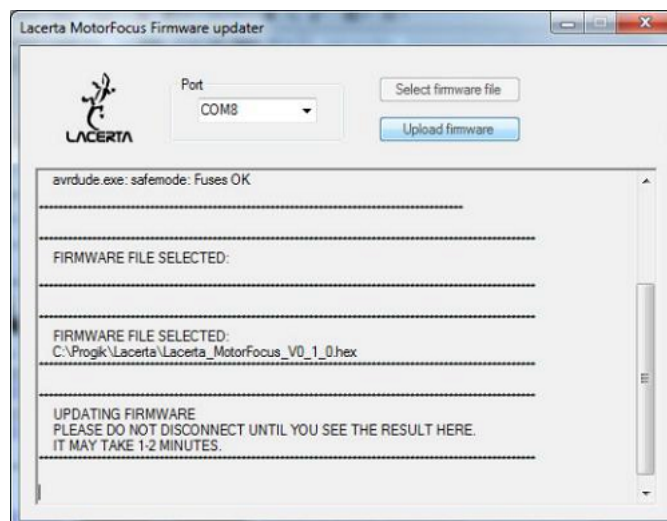 Lacerta MotorFocus Firmware updater
Port
COM8
Select firmware file
Upload firmware
LACERTA
avrdude.exe: safemode: Fuses OK
FIRMWARE FILE SELECTED:
FIRMWARE FILE SELECTED:
C:\Progik\Lacerta\Lacerta_MotorFocus_V0_1_0.hex
UPDATING FIRMWARE
PLEASE DO NOT DISCONNECT UNTIL YOU SEE THE RESULT HERE.
IT MAY TAKE 1-2 MINUTES.